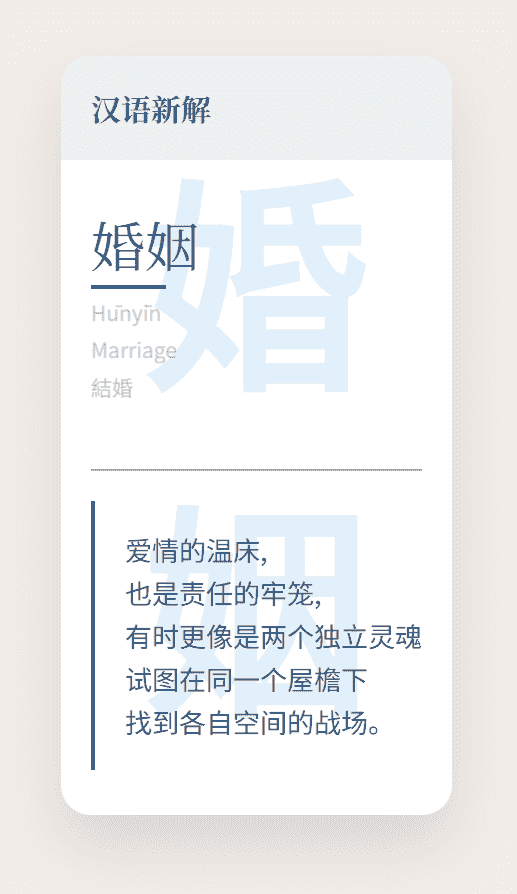 汉语新解
婚姻
Hūnyīn
Marriage
結婚
爱情的温床,
也是责任的牢笼,
有时更像是两个独立灵魂
试图在同一个屋檐下
找到各自空间的战场。
婚
姻